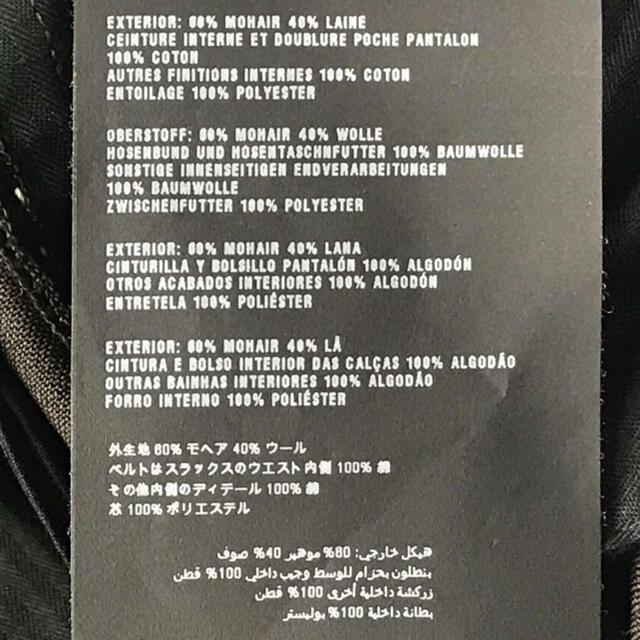 EXTERIOR: 60% MOHAIR 40% LAINE
CEINTURE INTERNE ET DOUBLURE POCHE PANTALON
100% COTON
AUTRES FINITIONS INTERNES 100% COTON
ENTOILAGE 100% POLYESTER
OBERSTOFF: 60% MOHAIR 40% WOLLE
HOSENBUND UND HOSENTASCHNFUTTER 100% BAUMWOLLE
SONSTIGE INNENSEITIGEN ENDVERARBEITUNGEN
100% BAUMWOLLE
ZWISCHENFUTTER 100% POLYESTER
EXTERIOR: 60% MOHAIR 40% LANA
CINTURILLA Y BOLSILLO PANTALÓN 100% ALGODÓN
OTROS ACABADOS INTERIORES 100% ALGODÓN
ENTRETELA 100% POLIÉSTER
EXTERIOR: 60% MOHAIR 40% LÃ
CINTURA E BOLSO INTERIOR DAS CALÇAS 100% ALGODÃO
OUTRAS BAINHAS INTERIORES 100% ALGODÃO
FORRO INTERNO 100% POLIÉSTER
外生地 60% モヘア 40% ウール
ベルトはスラックスのウエスト内側 100% 綿
その他内側のディテール 100% 綿
芯 100% ポリエステル
هيكل خارجي: 60% موهير 40% صوف
بنطلون بحزام للوسط وجيب داخلي 100% قطن
زركشة داخلية أخرى 100% قطن
بطانة داخلية 100% بوليستر